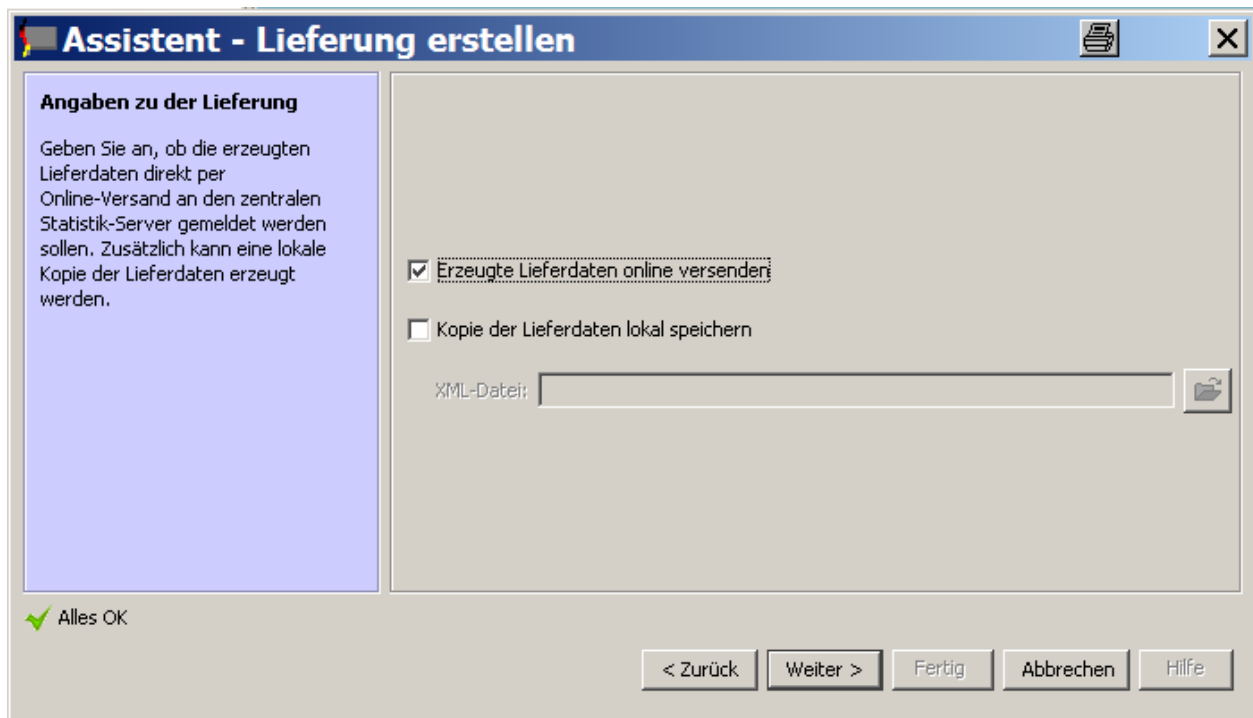 Assistent - Lieferung erstellen
Angaben zu der Lieferung
Geben Sie an, ob die erzeugten
Lieferdaten direkt per
Online-Versand an den zentralen
Statistik-Server gemeldet werden
sollen. Zusätzlich kann eine lokale
Kopie der Lieferdaten erzeugt
werden.
Erzeugte Lieferdaten online versenden
Kopie der Lieferdaten lokal speichern
XML-Datei:
Alles OK
< Zurück
Weiter >
Fertig
Abbrechen
Hilfe